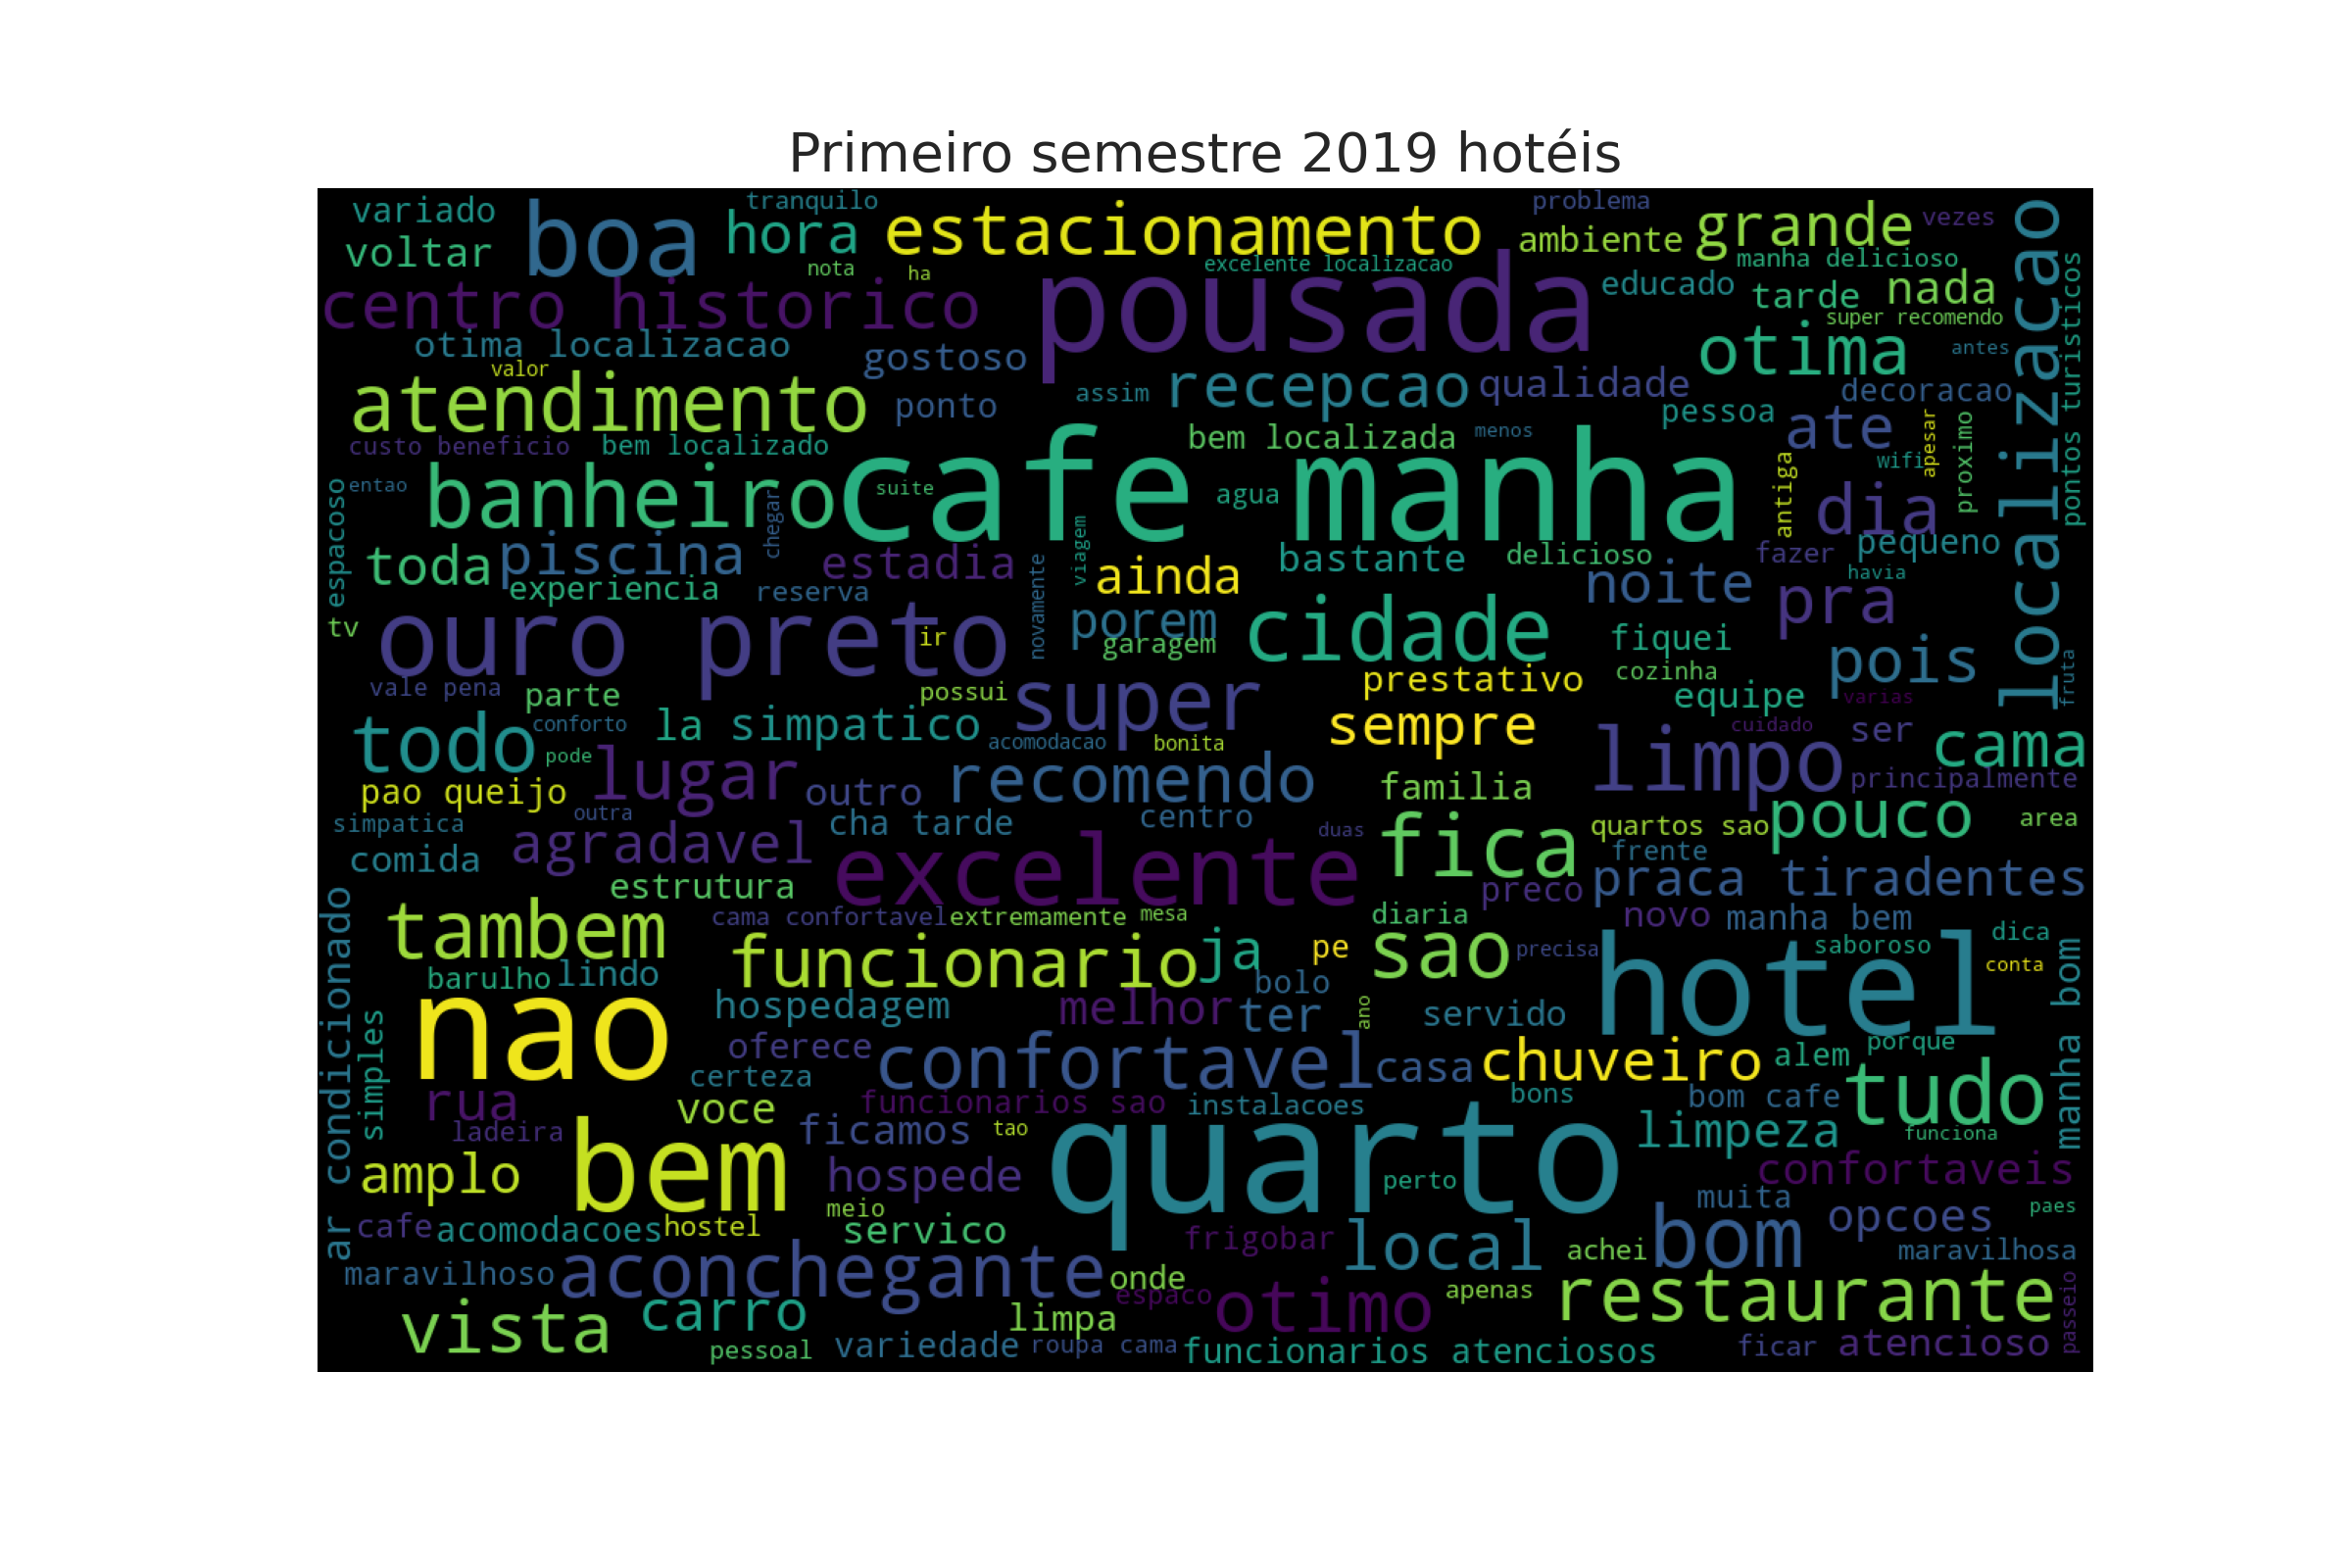 Primeiro semestre 2019 hotéis
variado
boa
hora
tranquilo
estacionamento
problema
ambiente
grande
vezes
localizacao
voltar
nota
ha
excelente localizacao
manha delicioso
pontos turisticos
centro historico
pousada
educado
tarde
nada
super recomendo
otima localizacao
gostoso
otima
antes
valor
atendimento
ponto
assim
recepcao
qualidade
pessoa
decoracao
ate
apesar
proximo
custo beneficio
bem localizado
bem localizada
menos
antiga
wifi
espacoso
entao
banheiro
cafe manha
suite
agua
dia
chegar
toda
piscina
estadia
viagem
novamente
ainda
bastante
delicioso
fazer
pequeno
experiencia
reserva
noite
havia
pra
tv
ouro preto
ir
porem
garagem
cidade
fiquei
pois
fruta
vale pena
parte
possui
super
prestativo
cozinha
equipe
varias
todo
conforto
la simpatico
acomodacao
bonita
sempre
limpo
cuidado
ser
cama
pode
lugar
recomendo
familia
principalmente
pao queijo
outro
outra
simpatica
agradavel
cha tarde
centro
duas
fica
quartos sao
pouco
area
comida
excelente
frente
estrutura
preco
praca tiradentes
ar condicionado
tambem
cama confortavel
extremamente
mesa
diaria
novo
manha bem
dica
funcionario
ja
pe
sao
precisa
hotel
saboroso
conta
manha bom
barulho
lindo
bolo
nao
hospedagem
melhor
ter
ano
servido
simples
oferece
confortavel
casa
chuveiro
alem
porque
certeza
tudo
rua
voce
funcionarios sao
instalacoes
bons
bom cafe
ladeira
ficamos
tao
quarto
limpeza
funciona
amplo
bem
hospede
perto
confortaveis
meio
muita
cafe
acomodacoes
hostel
servico
frigobar
local
achei
bom
opcoes
paes
maravilhoso
aconchegante
onde
maravilhosa
espaco
otimo
apenas
restaurante
passeio
vista
carro
limpa
pessoal
variedade
roupa cama
funcionarios atenciosos
ficar
atencioso